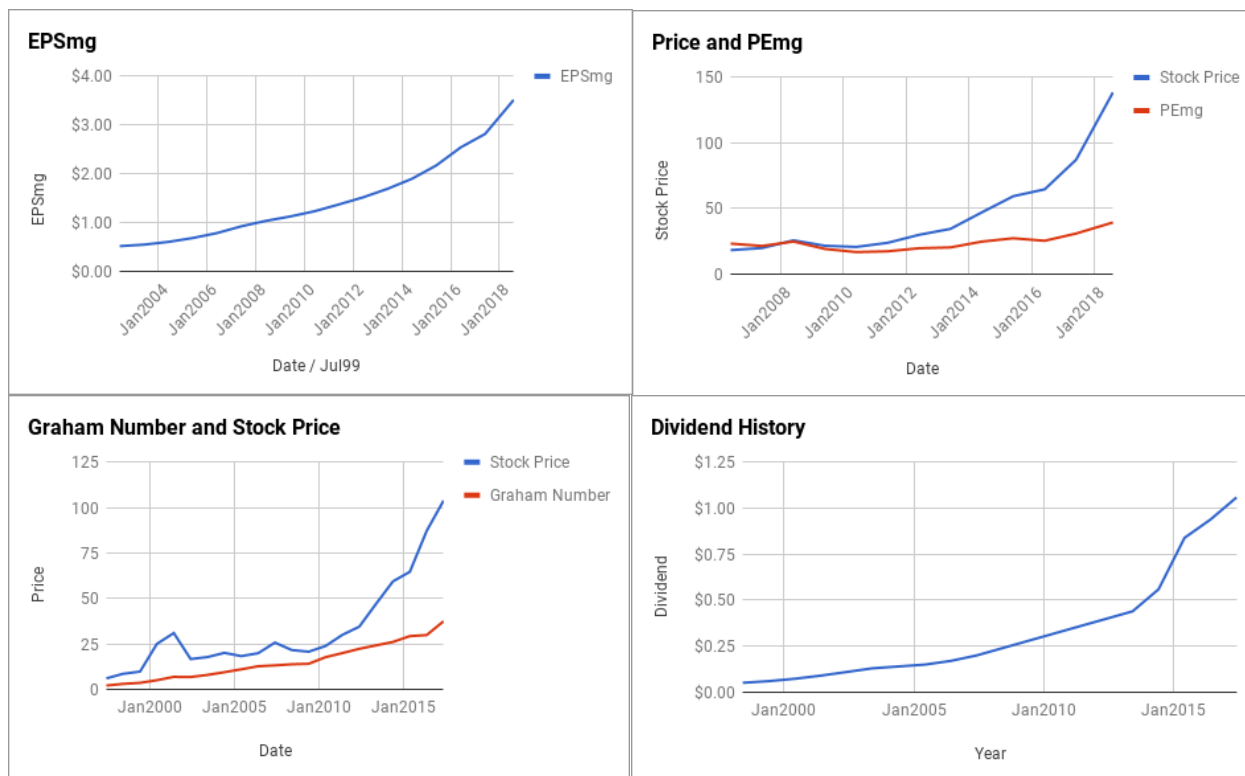 EPSmg
$4.00
$3.00
$2.00
$1.00
$0.00
EPSmg
EPSmg
Jan2004
Jan2006
Jan2008
Jan2010
Jan2012
Jan2014
Jan2016
Jan2018
Date / Jul99
Price and PEmg
150
100
50
0
Stock Price
Stock Price
PEmg
Jan2008
Jan2010
Jan2012
Jan2014
Jan2016
Jan2018
Date
Graham Number and Stock Price
125
100
75
50
25
0
Price
Stock Price
Graham Number
Jan2000
Jan2005
Jan2010
Jan2015
Date
Dividend History
$1.25
$1.00
$0.75
$0.50
$0.25
$0.00
Dividend
Jan2000
Jan2005
Jan2010
Jan2015
Year